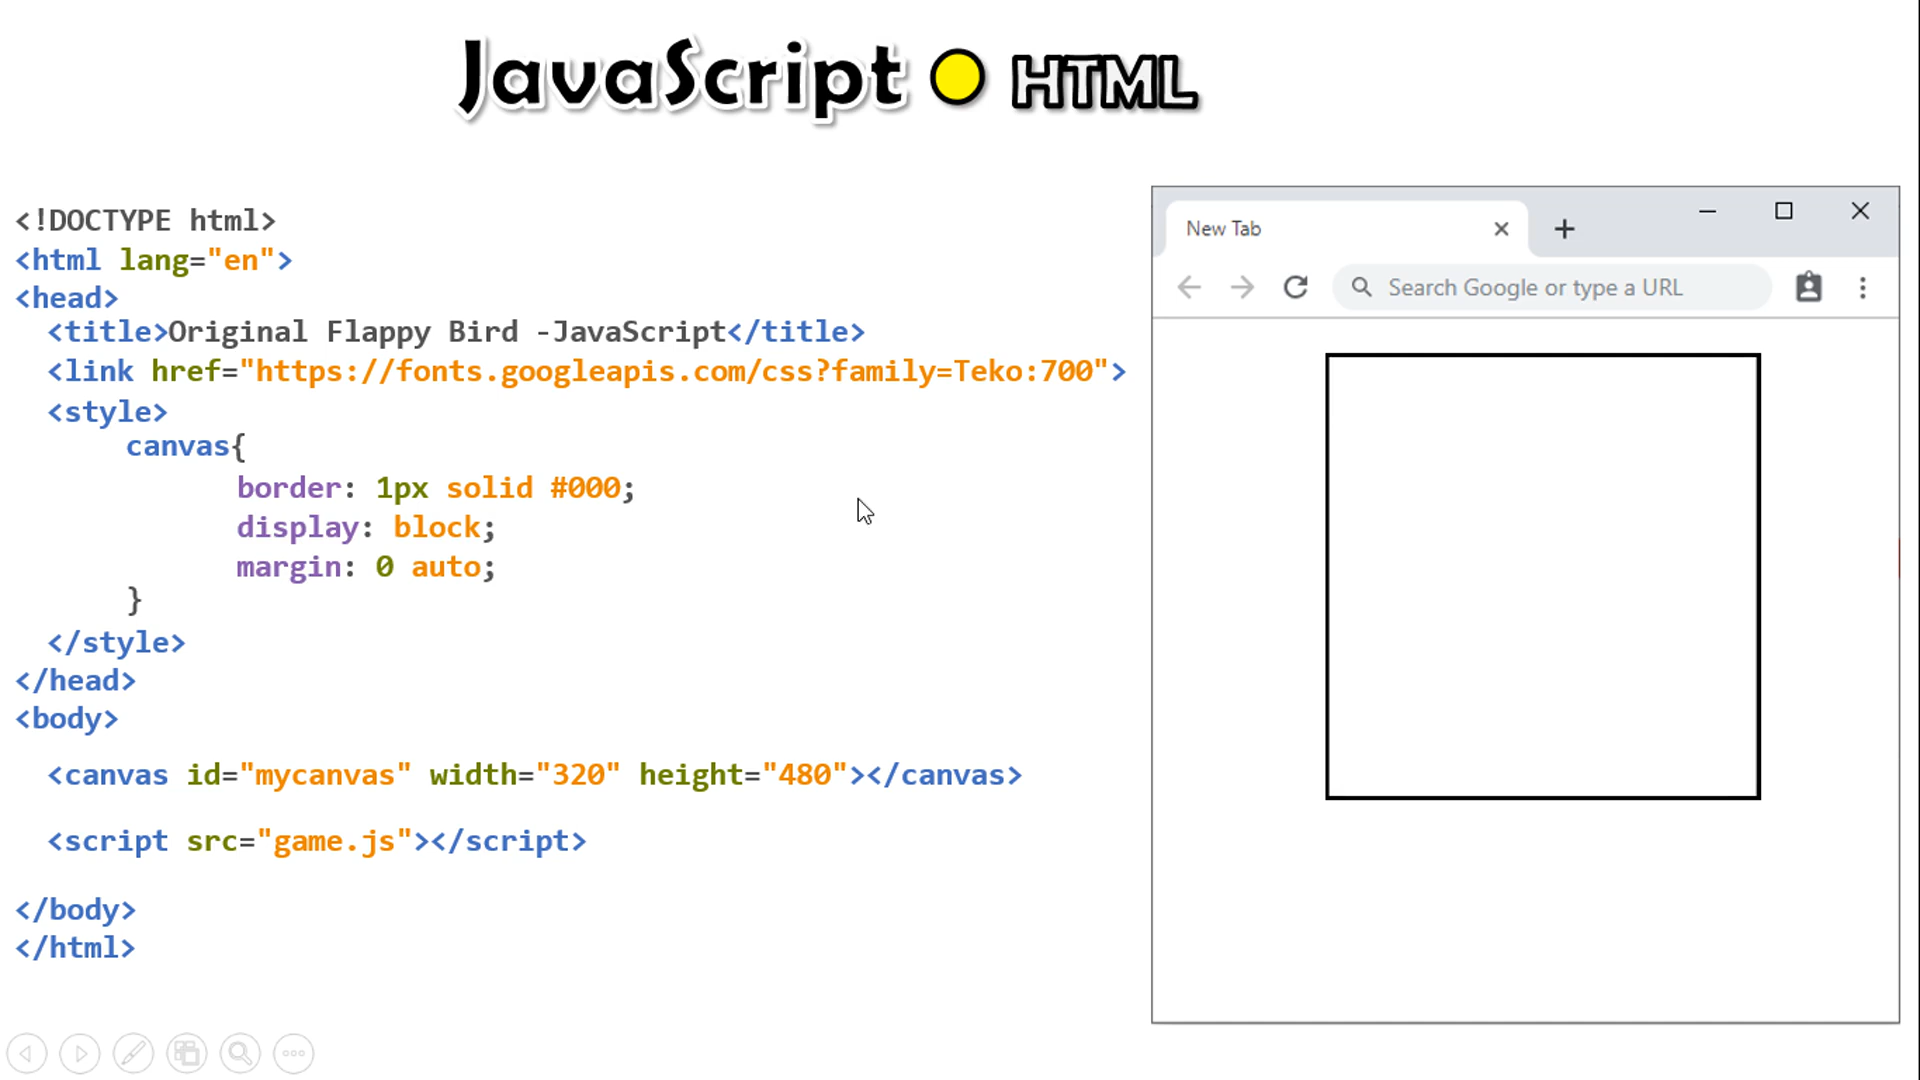 JavaScript HTML
<!DOCTYPE html>
<html lang="en">
<head>
<title>Original Flappy Bird -JavaScript</title>
<link href="https://fonts.googleapis.com/css?family=Teko:700">
<style>
canvas{
border: 1px solid #000;
display: block;
margin: 0 auto;
}
</style>
</head>
<body>
<canvas id="mycanvas" width="320" height="480"></canvas>
<script src="game.js"></script>
</body>
</html>
New Tab
Search Google or type a URL